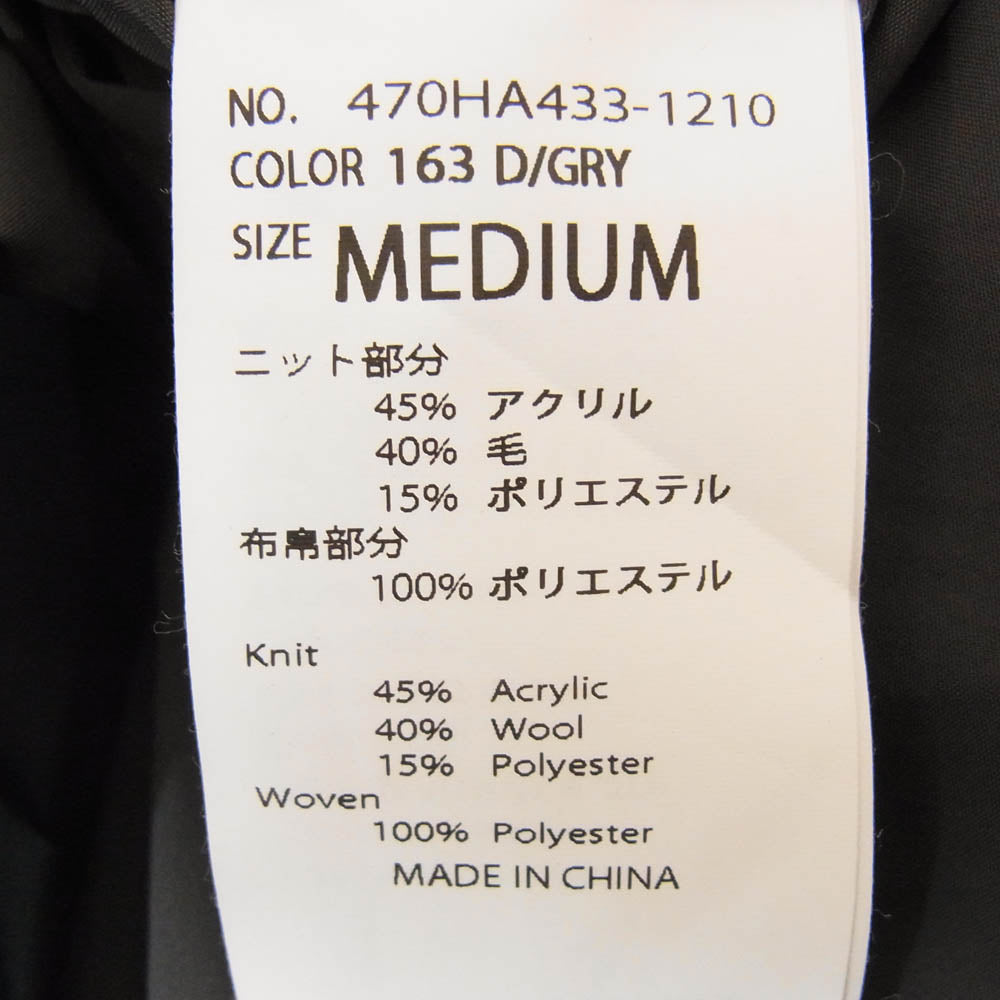 NO. 470HA433-1210
COLOR 163 D/GRY
SIZE MEDIUM
ニット部分
45% アクリル
40% 毛
15% ポリエステル
布帛部分
100% ポリエステル
Knit
45% Acrylic
40% Wool
15% Polyester
Woven
100% Polyester
MADE IN CHINA